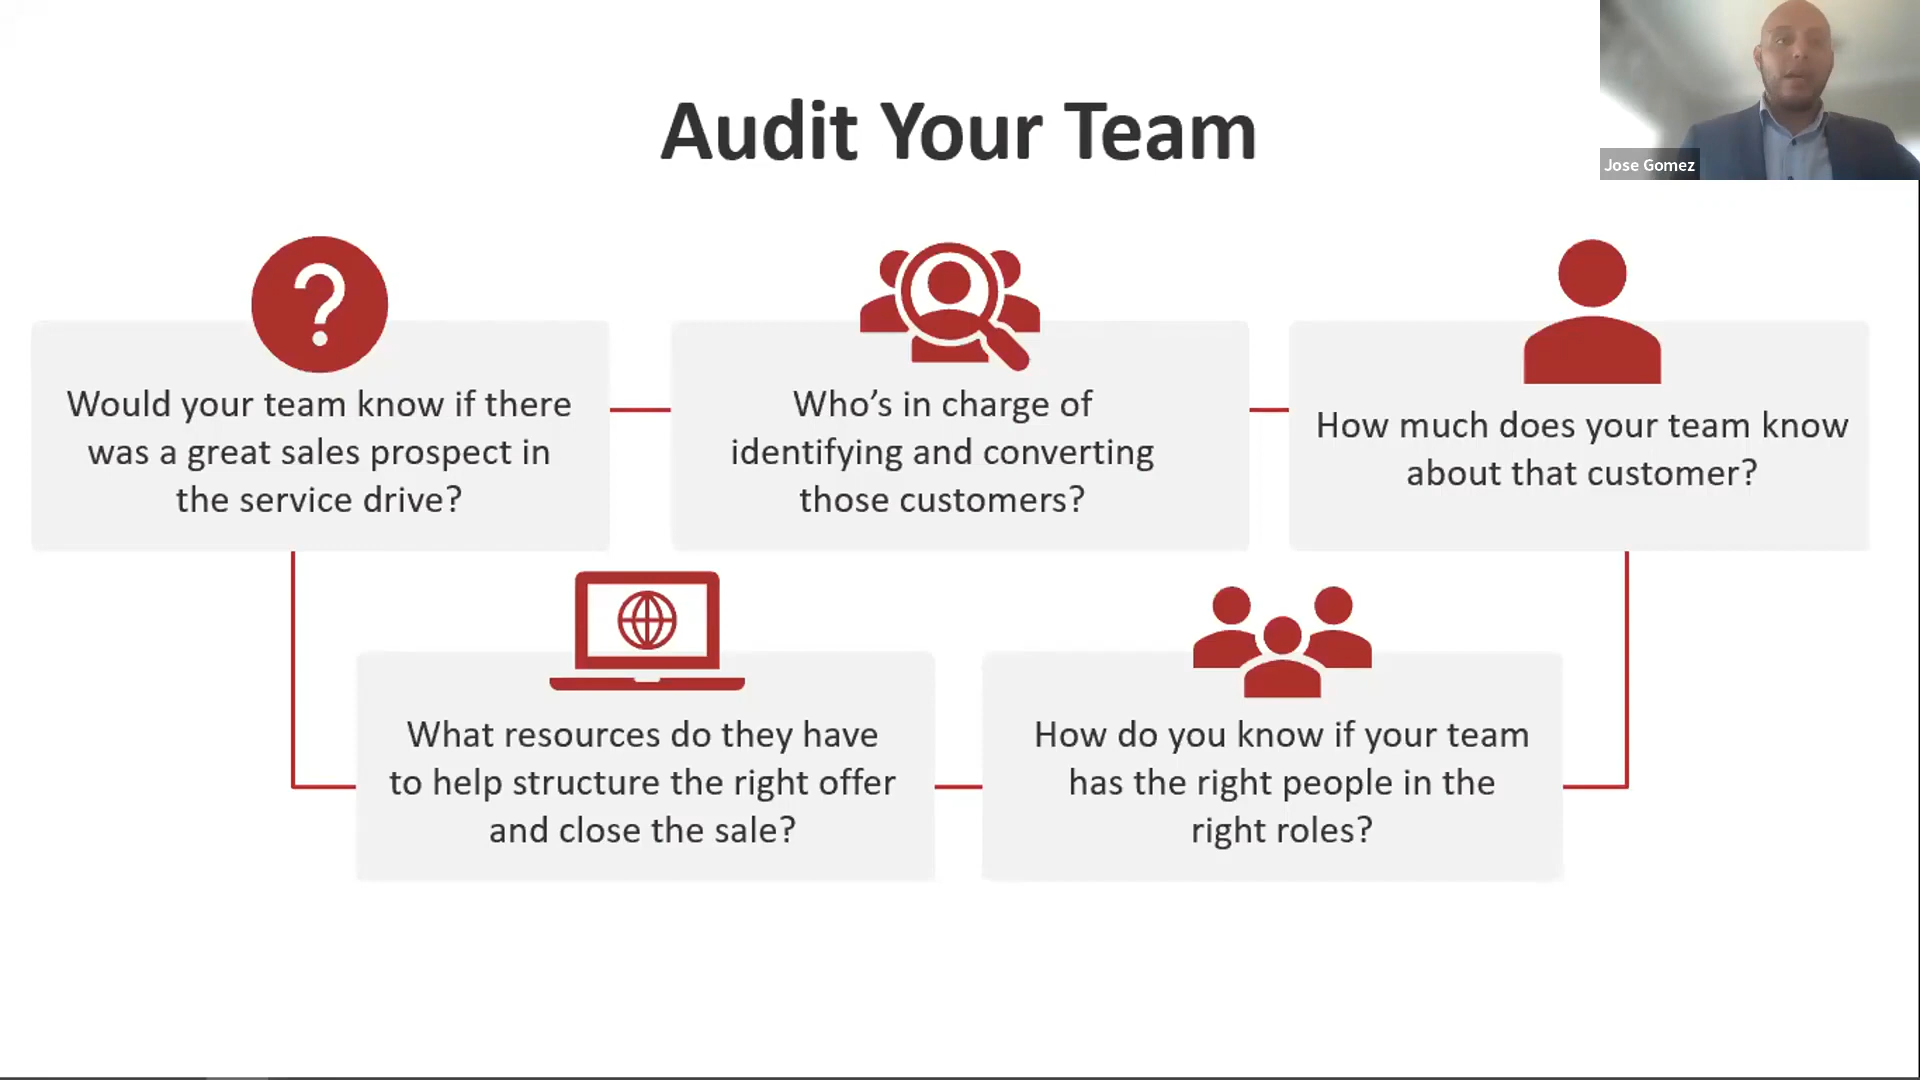 Audit Your Team
Jose Gomez
Would your team know if there
was a great sales prospect in
the service drive?
Who’s in charge of
identifying and converting
those customers?
How much does your team know
about that customer?
What resources do they have
to help structure the right offer
and close the sale?
How do you know if your team
has the right people in the
right roles?